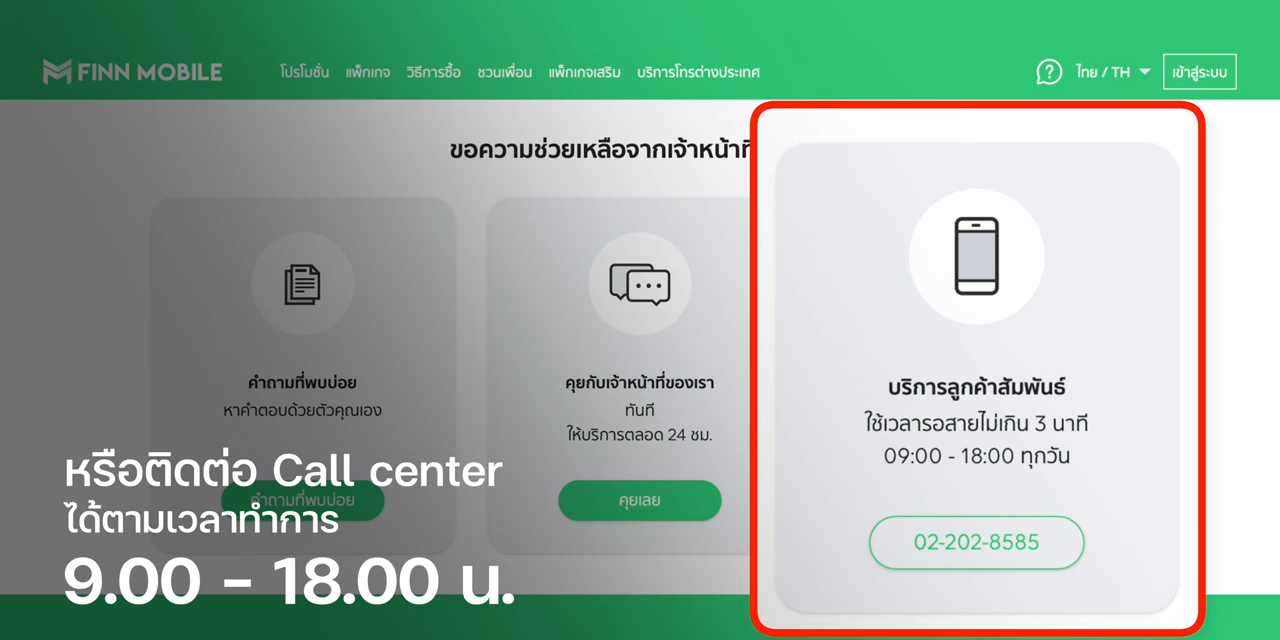 FINN MOBILE
โปรโมชั่น แพ็กเกจ วิธีการซื้อ ชวนเพื่อน แพ็กเกจเสริม บริการโทรต่างประเทศ
? ไทย / TH เข้าสู่ระบบ
ขอความช่วยเหลือจากเจ้าหน้าที่
คำถามที่พบบ่อย
หาคำตอบด้วยตัวคุณเอง
คำถามที่พบบ่อย
คุยกับเจ้าหน้าที่ของเรา
ทันที
ให้บริการตลอด 24 ชม.
คุยเลย
บริการลูกค้าสัมพันธ์
ใช้เวลารอสายไม่เกิน 3 นาที
09:00 - 18:00 ทุกวัน
02-202-8585
หรือติดต่อ Call center
ได้ตามเวลาทำการ
9.00 - 18.00 น.